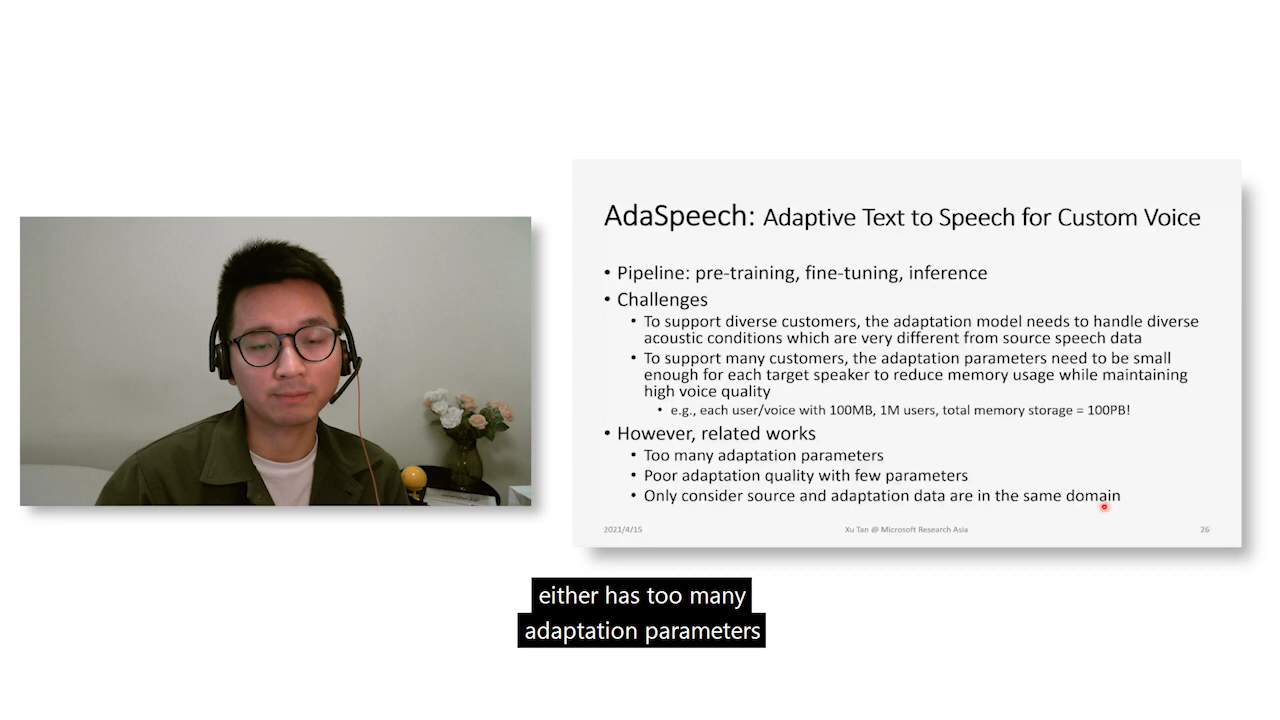 AdaSpeech: Adaptive Text to Speech for Custom Voice
• Pipeline: pre-training, fine-tuning, inference
• Challenges
• To support diverse customers, the adaptation model needs to handle diverse
acoustic conditions which are very different from source speech data
• To support many customers, the adaptation parameters need to be small
enough for each target speaker to reduce memory usage while maintaining
high voice quality
• e.g., each user/voice with 100MB, 1M users, total memory storage = 100PB!
• However, related works
• Too many adaptation parameters
• Poor adaptation quality with few parameters
• Only consider source and adaptation data are in the same domain
2021/4/15
Xu Tan @ Microsoft Research Asia
26
either has too many
adaptation parameters